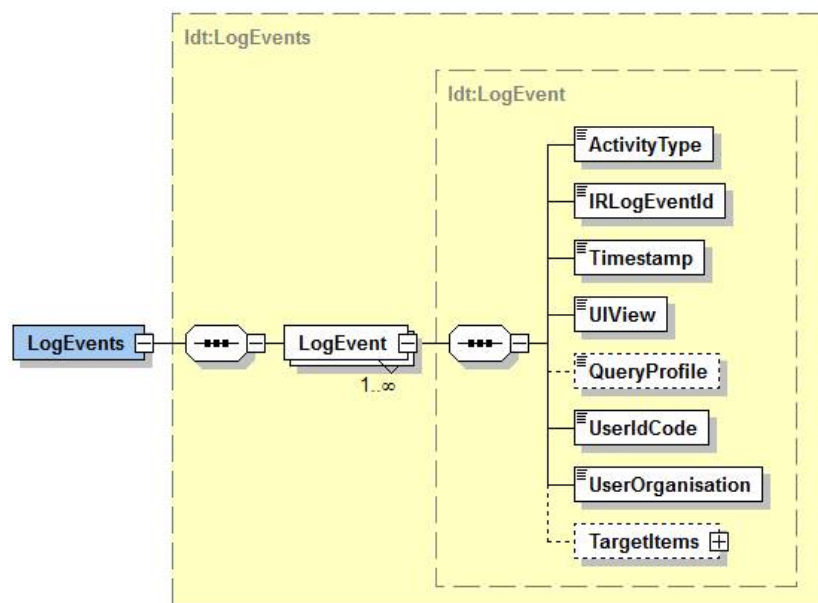 ldt:LogEvents
ldt:LogEvent
ActivityType
IRLogEventId
Timestamp
UIView
LogEvents
LogEvent
1..∞
QueryProfile
UserIdCode
UserOrganisation
TargetItems